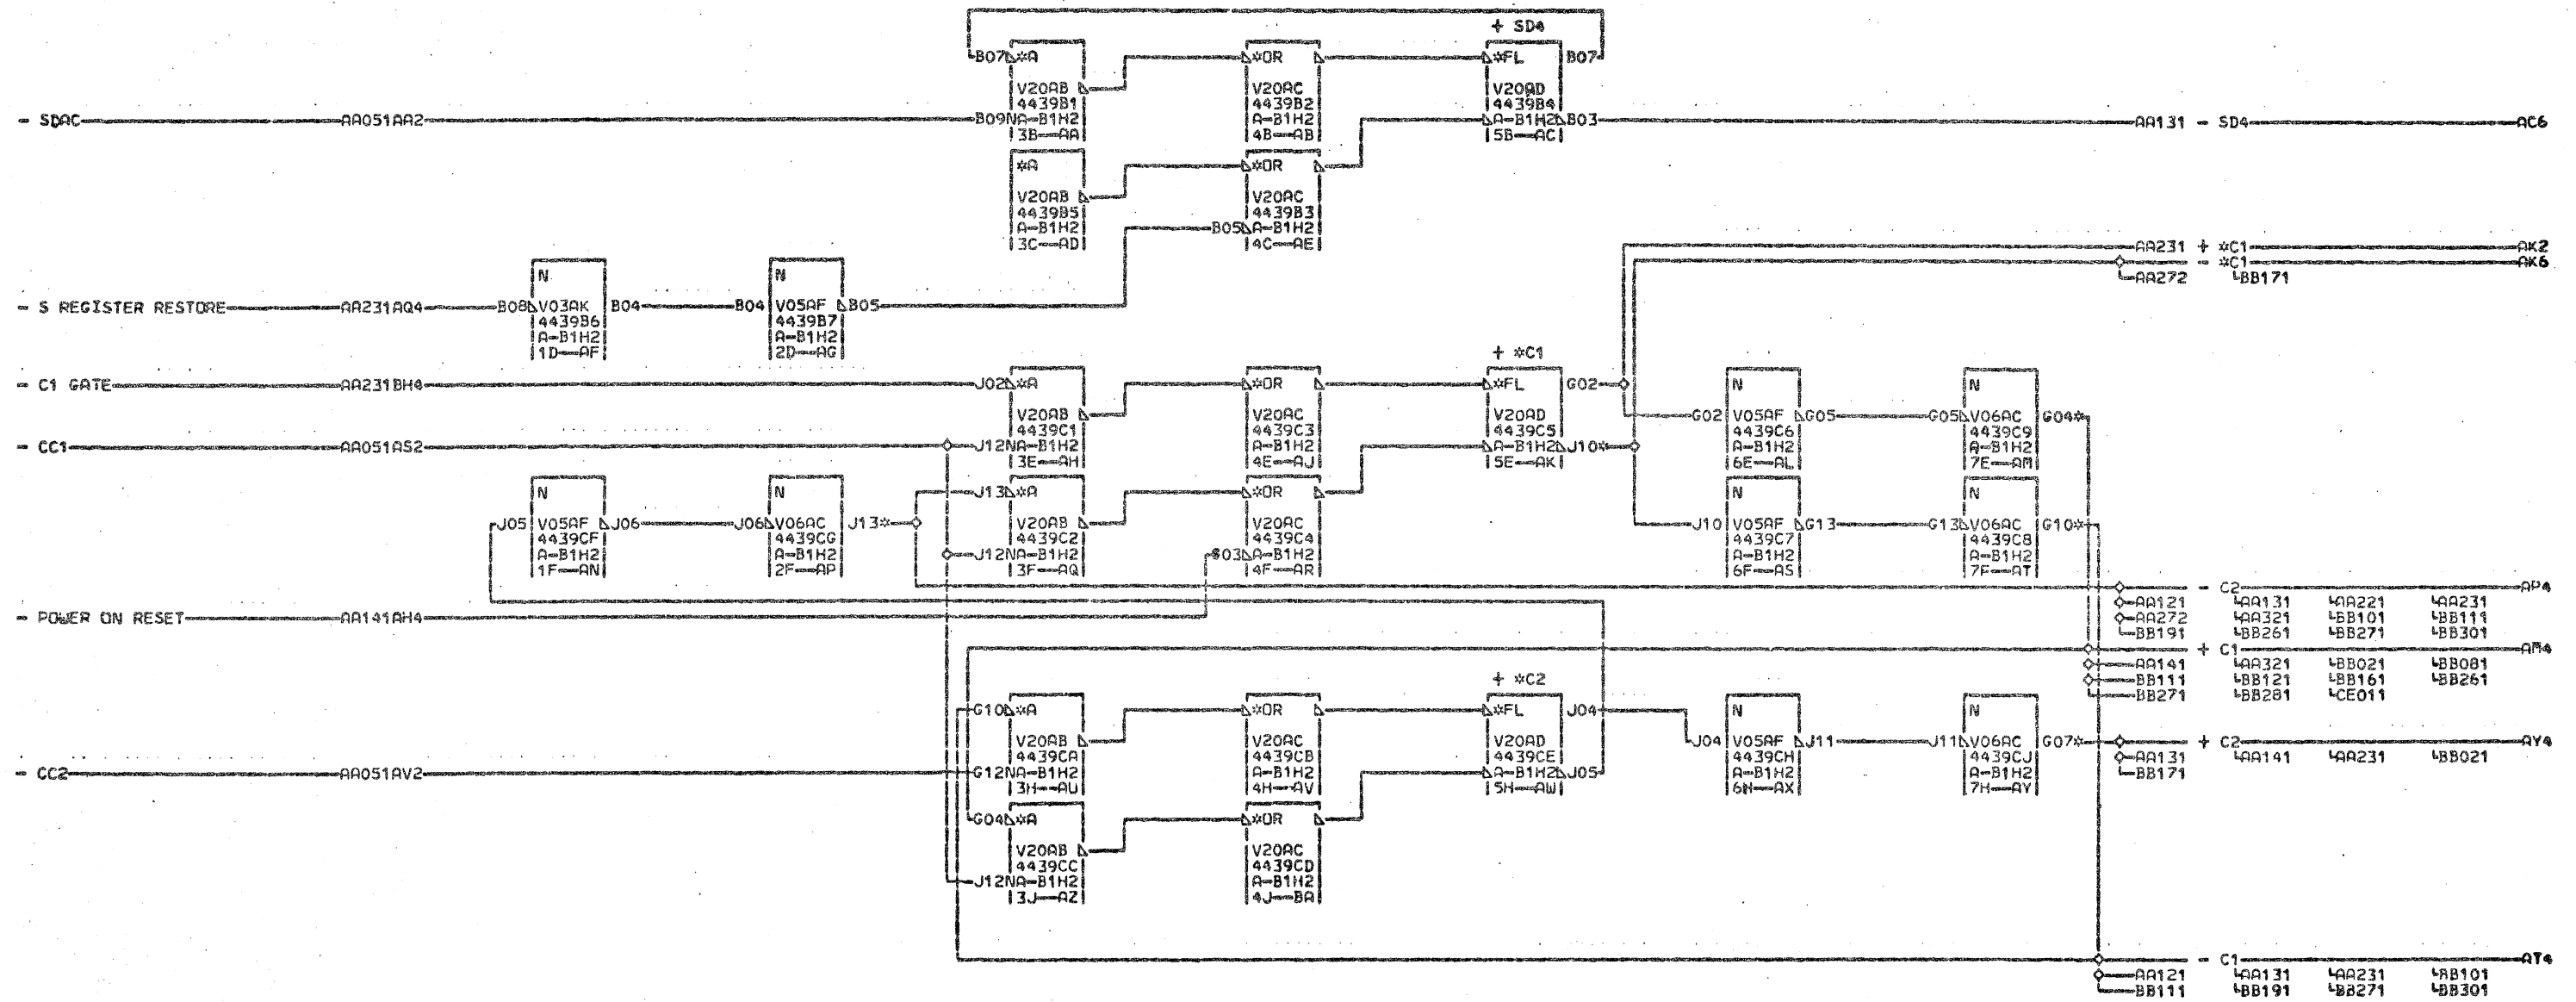 + SD4
B07 *A *OR *FL B07
V20AB V20AC V20AD
4439B1 4439B2 4439B4
- SDAC AA051AA2 B09NA-B1H2 A-B1H2 A-B1H2 B03 AA131 - SD4 AC6
3B--AA 4B--AB 5B--AC
*A *OR
V20AB V20AC
4439B5 4439B3
A-B1H2 B05 A-B1H2
3C--AD 4C--AE
AA231 + *C1 AK2
- *C1 AK6
N N AA272 BB171
- S REGISTER RESTORE AA231AQ4 B08 V03AK B04 B04 V05AF B05
4439B6 4439B7
A-B1H2 A-B1H2
1D--AF 2D--AG
+ *C1
- C1 GATE AA231BH4 J02 *A *OR *FL G02 N N
V20AB V20AC V20AD G02 V05AF G05 G05 V06AC G04*
4439C1 4439C3 4439C5 4439C6 4439C9
- CC1 AA051AS2 J12NA-B1H2 A-B1H2 A-B1H2 J10* A-B1H2 A-B1H2
3E--AH 4E--AJ 5E--AK 6E--AL 7E--AM
N N J13 *A *OR N N
J05 V05AF J06 J06 V06AC J13* V20AB V20AC J10 V05AF G13 G13 V06AC G10*
4439CF 4439CG 4439C2 4439C4 4439C7 4439C8
A-B1H2 A-B1H2 J12NA-B1H2 G03 A-B1H2 A-B1H2 A-B1H2
1F--AN 2F--AP 3F--AQ 4F--AR 6F--AS 7F--AT
- C2 AP4
AA121 AA131 AA221 AA231
- POWER ON RESET AA141AH4 AA272 AA321 BB101 BB111
BB191 BB261 BB271 BB301
+ C1 AM4
AA141 AA321 BB021 BB081
+ *C2 BB111 BB121 BB161 BB261
BB271 BB281 CE011
G10 *A *OR *FL J04 N N
V20AB V20AC V20AD J04 V05AF J11 J11 V06AC G07* + C2 AY4
4439CA 4439CB 4439CE 4439CH 4439CJ AA131 AA141 AA231 BB021
- CC2 AA051AV2 G12NA-B1H2 A-B1H2 A-B1H2 J05 A-B1H2 A-B1H2 BB171
3H--AU 4H--AV 5H--AW 6H--AX 7H--AY
G04 *A *OR
V20AB V20AC
4439CC 4439CD
J12NA-B1H2 A-B1H2
3J--AZ 4J--BA
- C1 AT4
AA121 AA131 AA231 BB101
BB111 BB191 BB271 BB301